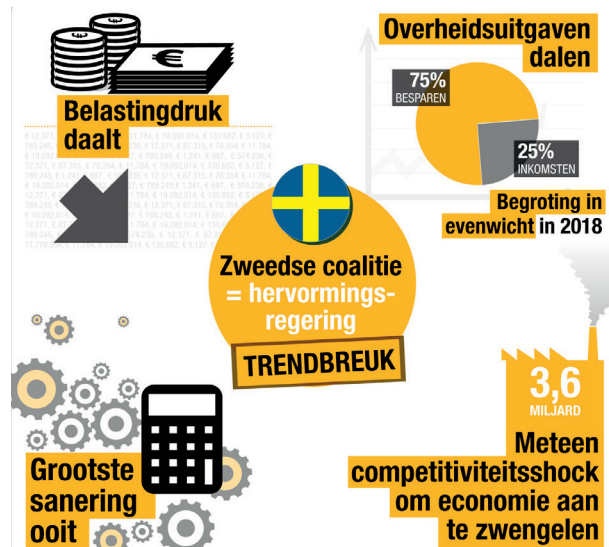 Belastingdruk
daalt
Overheidsuitgaven
dalen
75%
BESPAREN
25%
INKOMSTEN
Begroting in
evenwicht in 2018
Zweedse coalitie
= hervormings-
regering
TRENDBREUK
Grootste
sanering
ooit
3,6
MILJARD
Meteen
competitiviteitsshock
om economie aan
te zwengelen